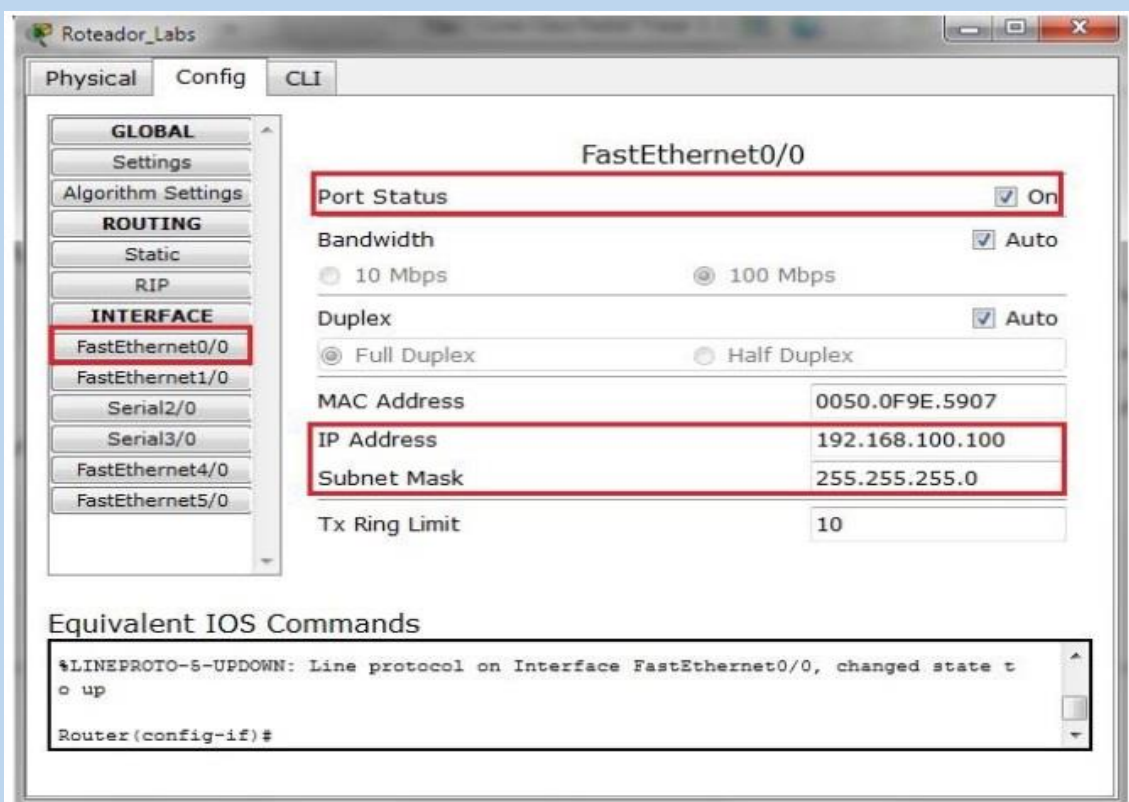 Roteador_Labs
Physical
Config
CLI
GLOBAL
Settings
Algorithm Settings
ROUTING
Static
RIP
INTERFACE
FastEthernet0/0
FastEthernet1/0
Serial2/0
Serial3/0
FastEthernet4/0
FastEthernet5/0
FastEthernet0/0
Port Status On
Bandwidth Auto
10 Mbps 100 Mbps
Duplex Auto
Full Duplex Half Duplex
MAC Address 0050.0F9E.5907
IP Address 192.168.100.100
Subnet Mask 255.255.255.0
Tx Ring Limit 10
Equivalent IOS Commands
%LINEPROTO-5-UPDOWN: Line protocol on Interface FastEthernet0/0, changed state t
o up
Router(config-if)#